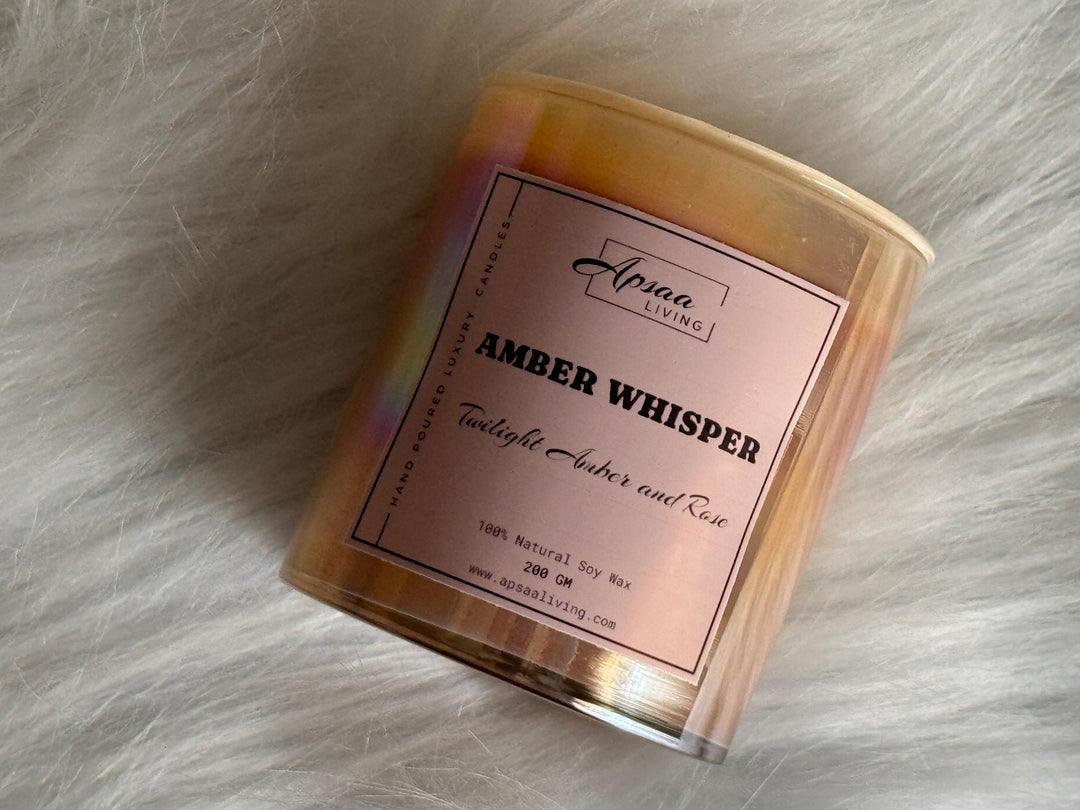 Apsaa
LIVING
AMBER WHISPER
Twilight Amber and Rose
100% Natural Soy Wax
200 GM
www.apsaaliving.com
HAND POURED LUXURY CANDLES